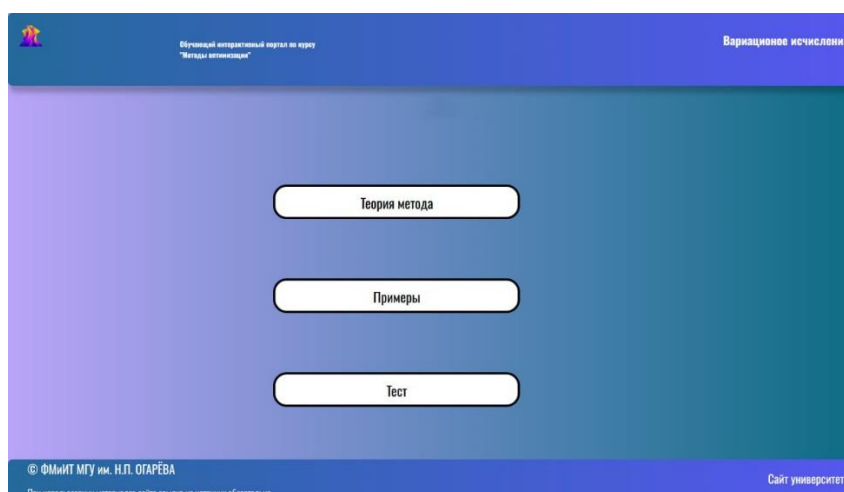 Обучающий интерактивный портал по курсу
"Методы оптимизации"
Вариационое исчислени
Теория метода
Примеры
Тест
© ФМиИТ МГУ им. Н.П. ОГАРЁВА
Сайт университет